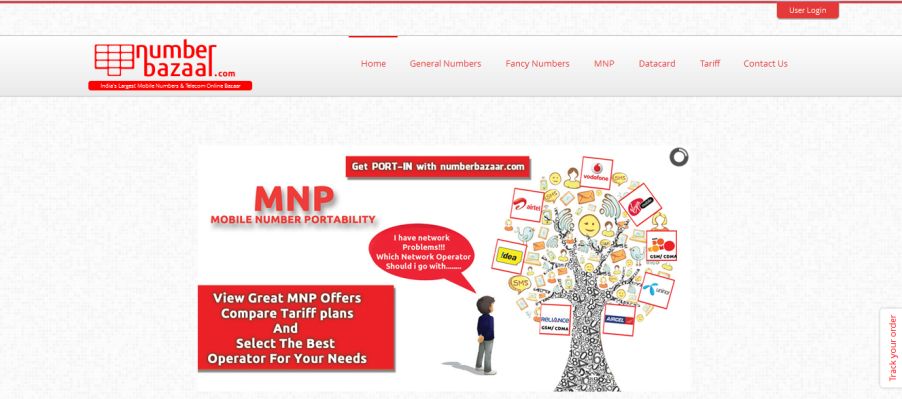 User Login
number
bazaar.com
India's Largest Mobile Numbers & Telecom Online Bazaar
Home
General Numbers
Fancy Numbers
MNP
Datacard
Tariff
Contact Us
Get PORT-IN with numberbazaar.com
MNP
MOBILE NUMBER PORTABILITY
I have network
Problems!!!
Which Network Operator
Should i go with........
View Great MNP Offers
Compare Tariff plans
And
Select The Best
Operator For Your Needs
vodafone
SMS
airtel
Virgin
GSM/ CDMA
!dea
SMS
uninor
RELIANCE
GSM/ CDMA
AIRCEL
Track your order